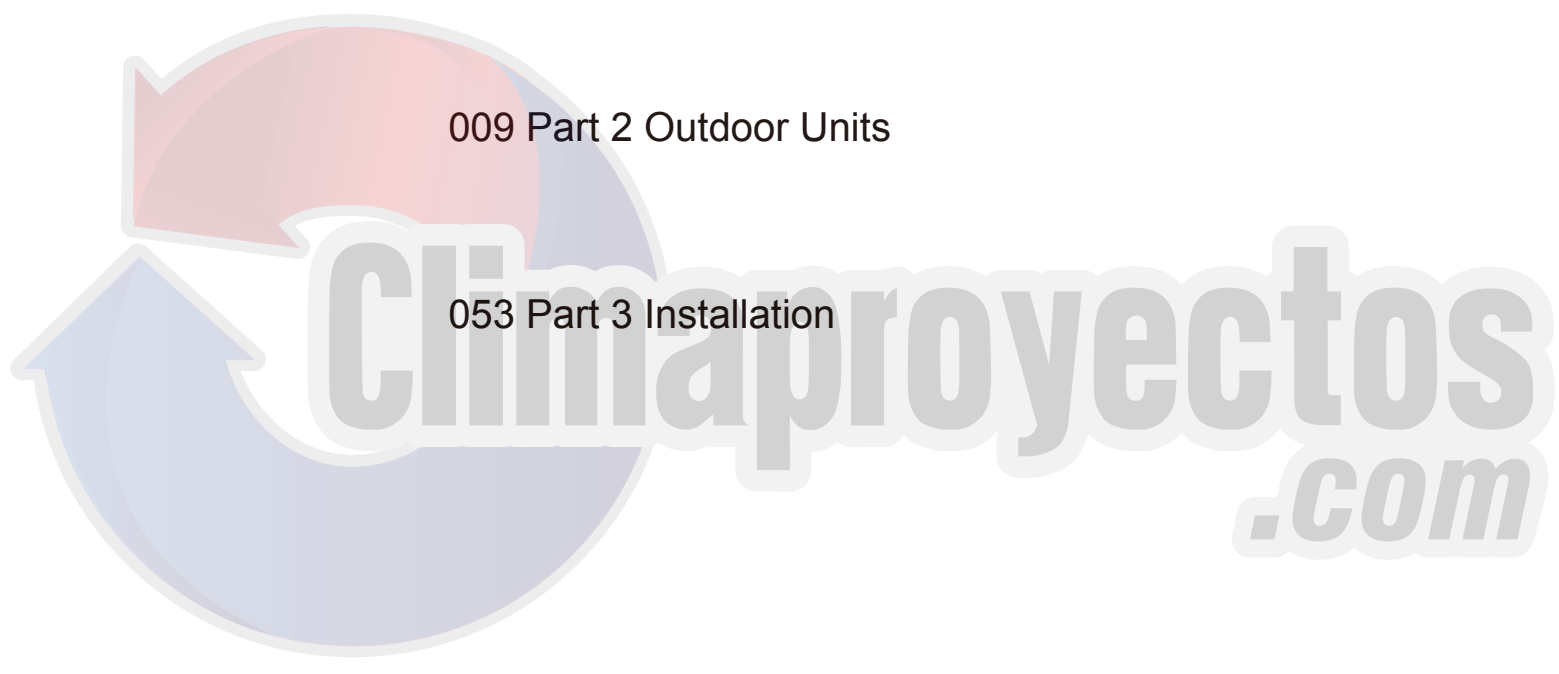 009 Part 2 Outdoor Units
053 Part 3 Installation
Climaproyectos
.com